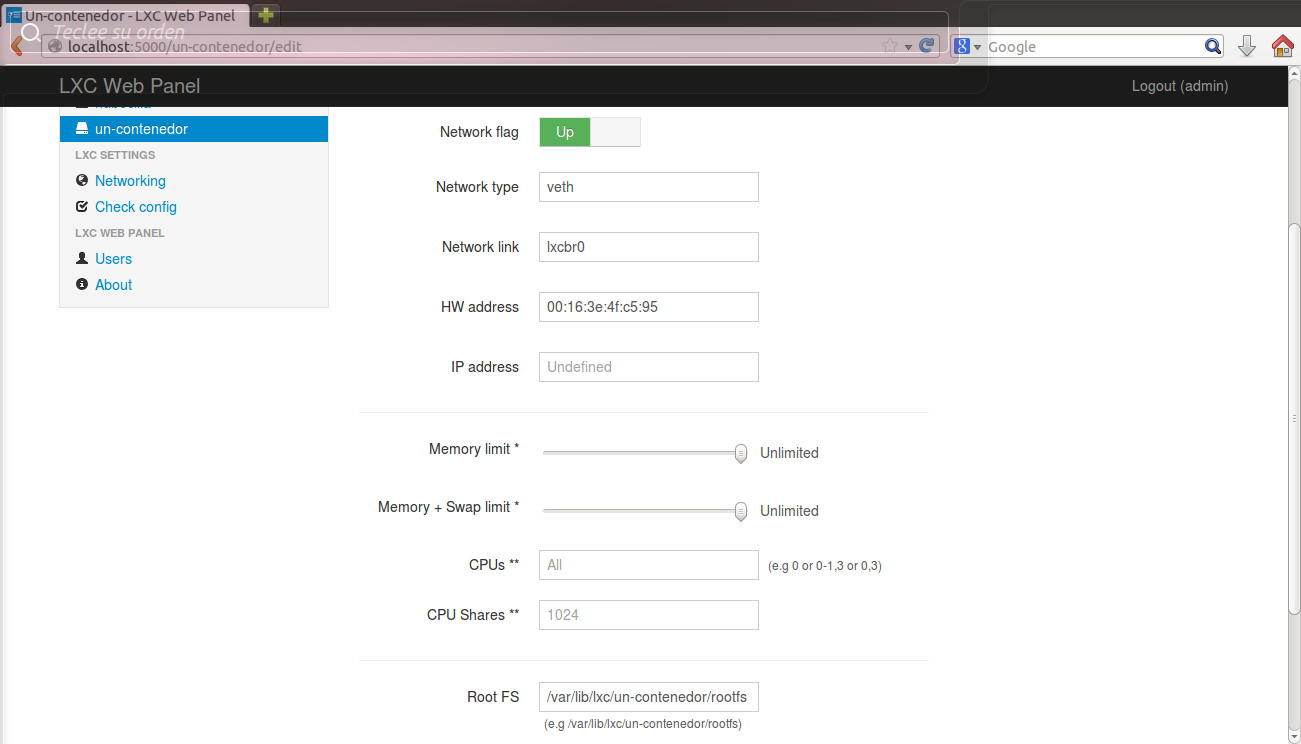 Un-contenedor - LXC Web Panel
Teclee su orden
localhost:5000/un-contenedor/edit
Google
LXC Web Panel
Logout (admin)
un-contenedor
LXC SETTINGS
Networking
Check config
LXC WEB PANEL
Users
About
Network flag Up
Network type veth
Network link lxcbr0
HW address 00:16:3e:4f:c5:95
IP address Undefined
Memory limit * Unlimited
Memory + Swap limit * Unlimited
CPUs ** All (e.g 0 or 0-1,3 or 0,3)
CPU Shares ** 1024
Root FS /var/lib/lxc/un-contenedor/rootfs
(e.g /var/lib/lxc/un-contenedor/rootfs)